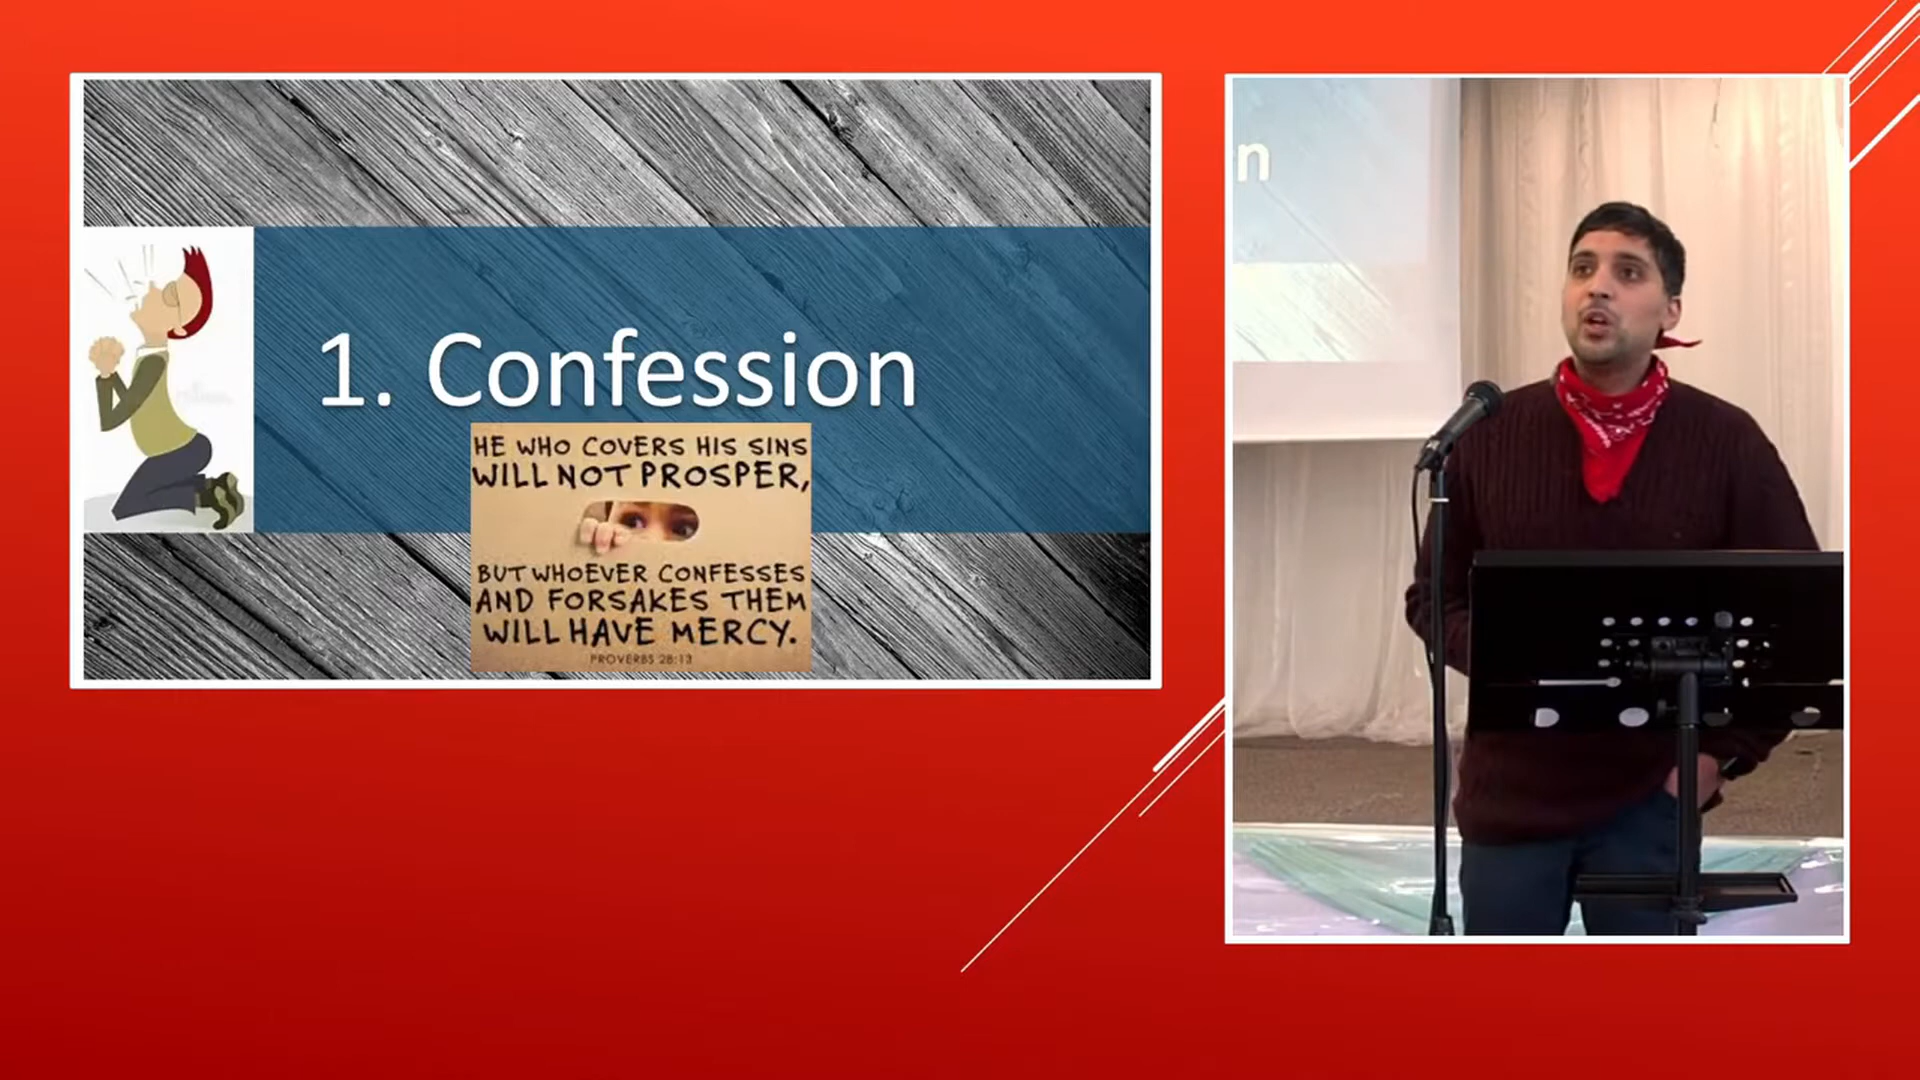 1. Confession
HE WHO COVERS HIS SINS
WILL NOT PROSPER,
BUT WHOEVER CONFESSES
AND FORSAKES THEM
WILL HAVE MERCY.
PROVERBS 28:13
n